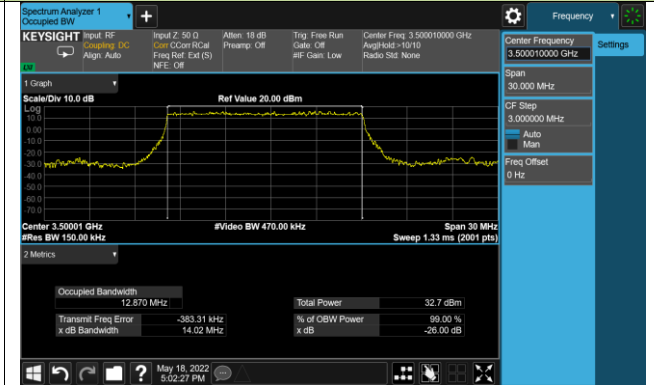 Spectrum Analyzer 1
Occupied BW
Frequency
KEYSIGHT
Input: RF
Coupling: DC
Align: Auto
Input Z: 50 Ω
Corr CCorr RCal
Freq Ref: Ext (S)
NFE: Off
Atten: 18 dB
Preamp: Off
Trig: Free Run
Gate: Off
#IF Gain: Low
Center Freq: 3.500010000 GHz
Avg|Hold:>10/10
Radio Std: None
LXI
Center Frequency
3.500010000 GHz
Settings
Span
30.000 MHz
CF Step
3.000000 MHz
Auto
Man
Freq Offset
0 Hz
1 Graph
Scale/Div 10.0 dB
Ref Value 20.00 dBm
Log
10.0
0.00
-10.0
-20.0
-30.0
-40.0
-50.0
-60.0
-70.0
Center 3.50001 GHz
#Video BW 470.00 kHz
Span 30 MHz
#Res BW 150.00 kHz
Sweep 1.33 ms (2001 pts)
2 Metrics
Occupied Bandwidth
12.870 MHz
Total Power
32.7 dBm
Transmit Freq Error
-383.31 kHz
% of OBW Power
99.00 %
x dB Bandwidth
14.02 MHz
x dB
-26.00 dB
May 18, 2022
5:02:27 PM